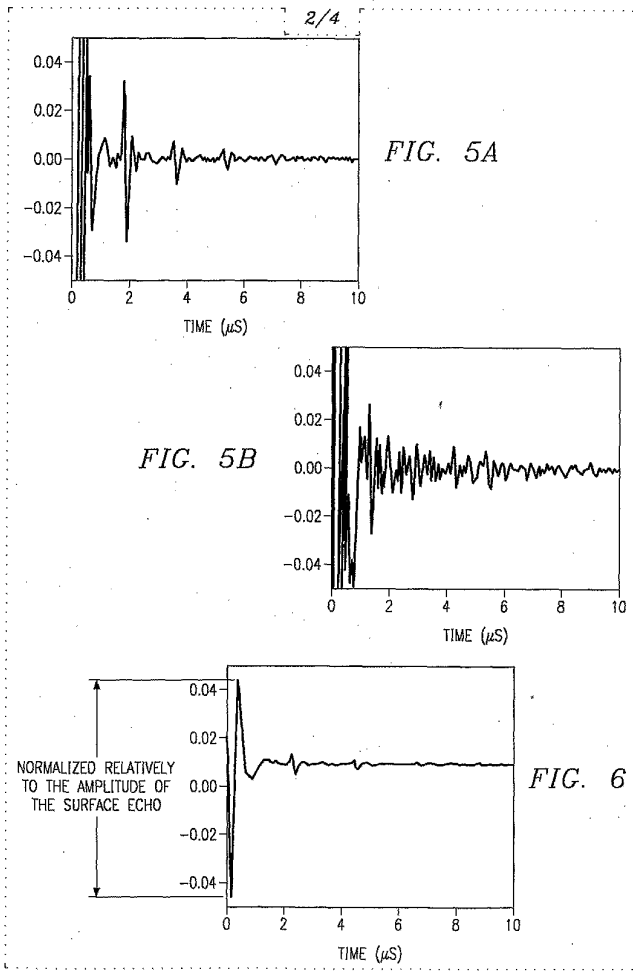 2/4
0.04
0.02
0.00
-0.02
-0.04
0 2 4 6 8 10
TIME (μS)
FIG. 5A
0.04
0.02
0.00
-0.02
-0.04
0 2 4 6 8 10
TIME (μS)
FIG. 5B
0.04
0.02
0.00
-0.02
-0.04
0 2 4 6 8 10
TIME (μS)
NORMALIZED RELATIVELY
TO THE AMPLITUDE OF
THE SURFACE ECHO
FIG. 6